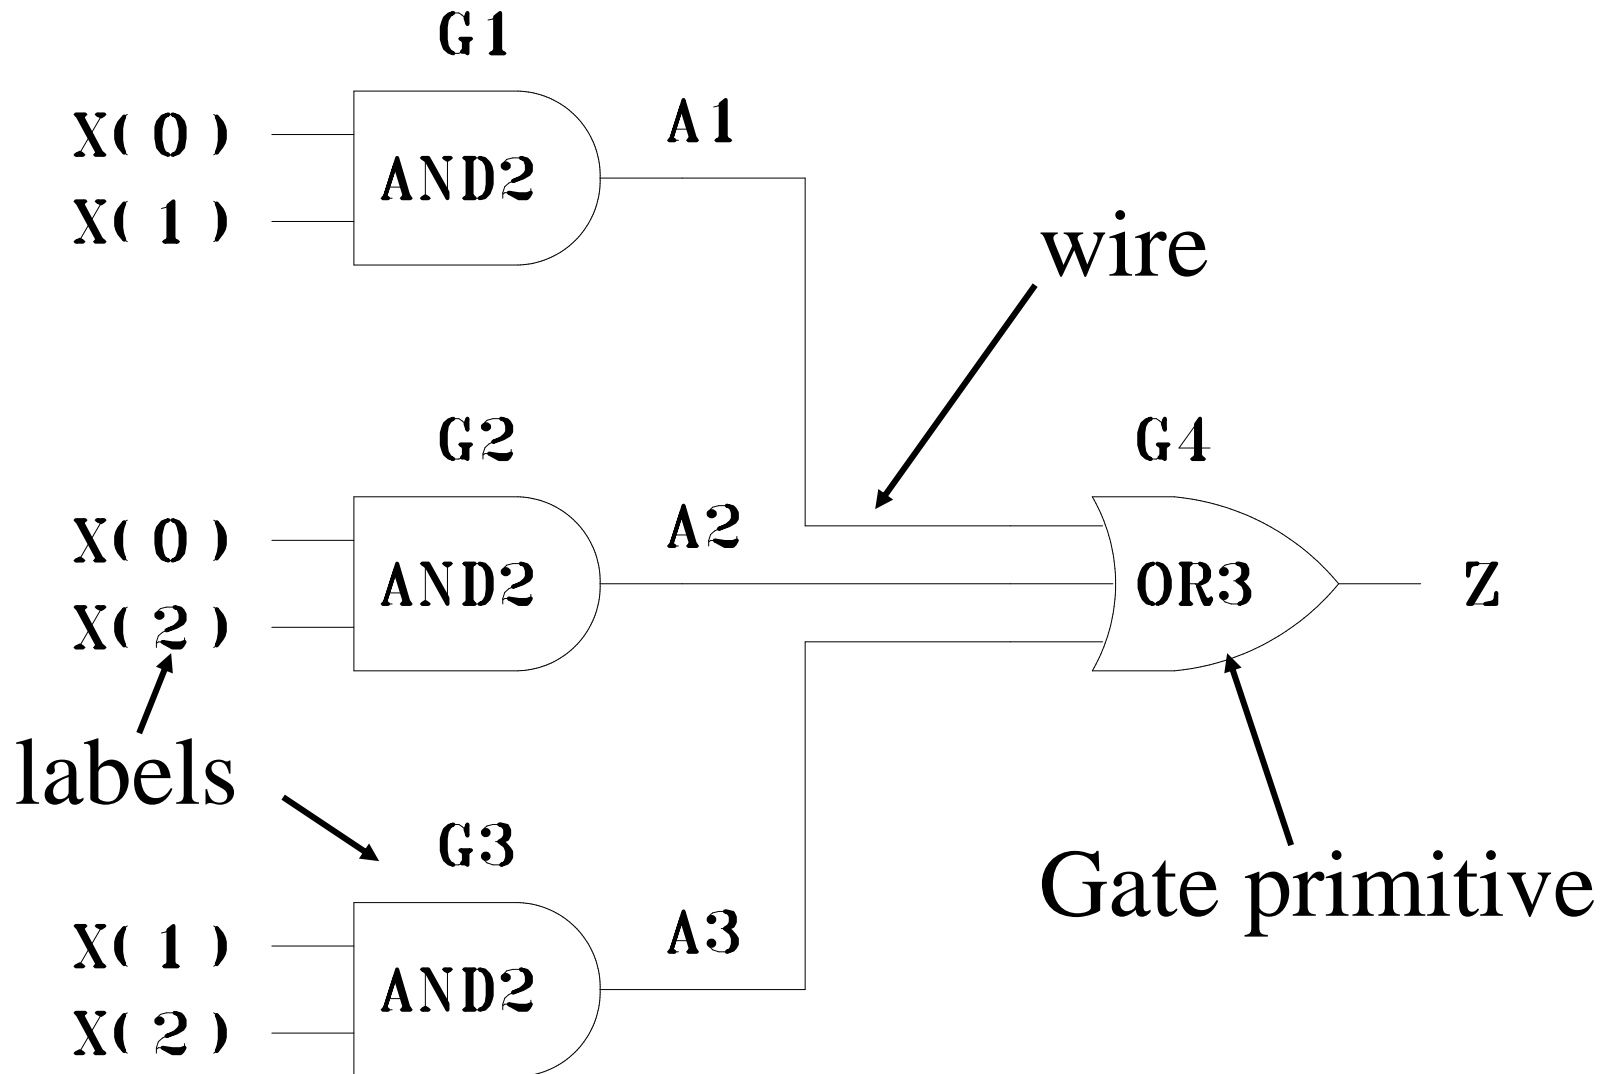 G1
X( 0 )
A1
AND2
X( 1 )
wire
G2
G4
X( 0 )
A2
AND2
OR3
Z
X( 2 )
labels
G3
Gate primitive
X( 1 )
A3
AND2
X( 2 )